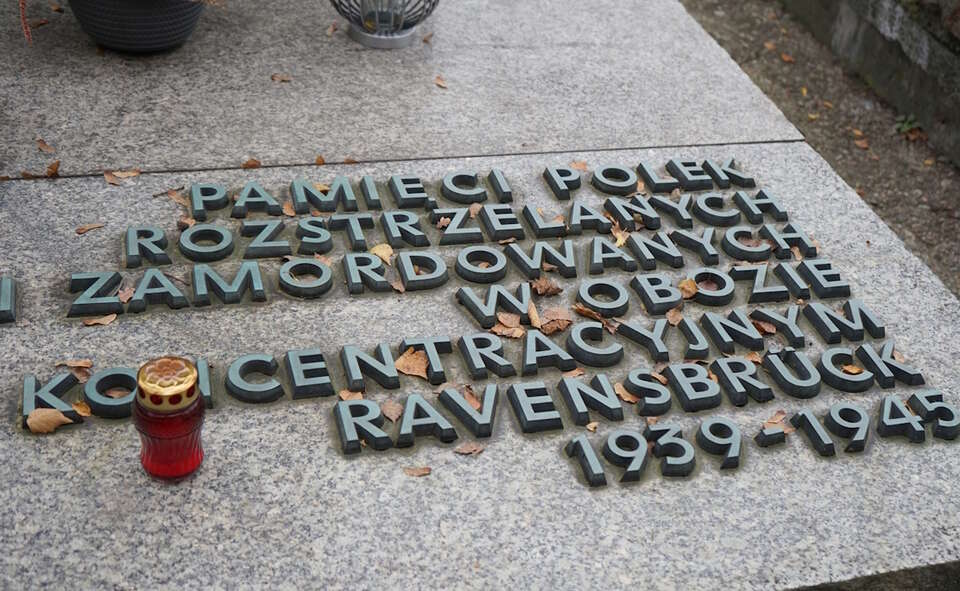 PAMIĘCI POLEK
ROZSTRZELANYCH
I ZAMORDOWANYCH
W OBOZIE
KONCENTRACYJNYM
RAVENSBRÜCK
1939-1945